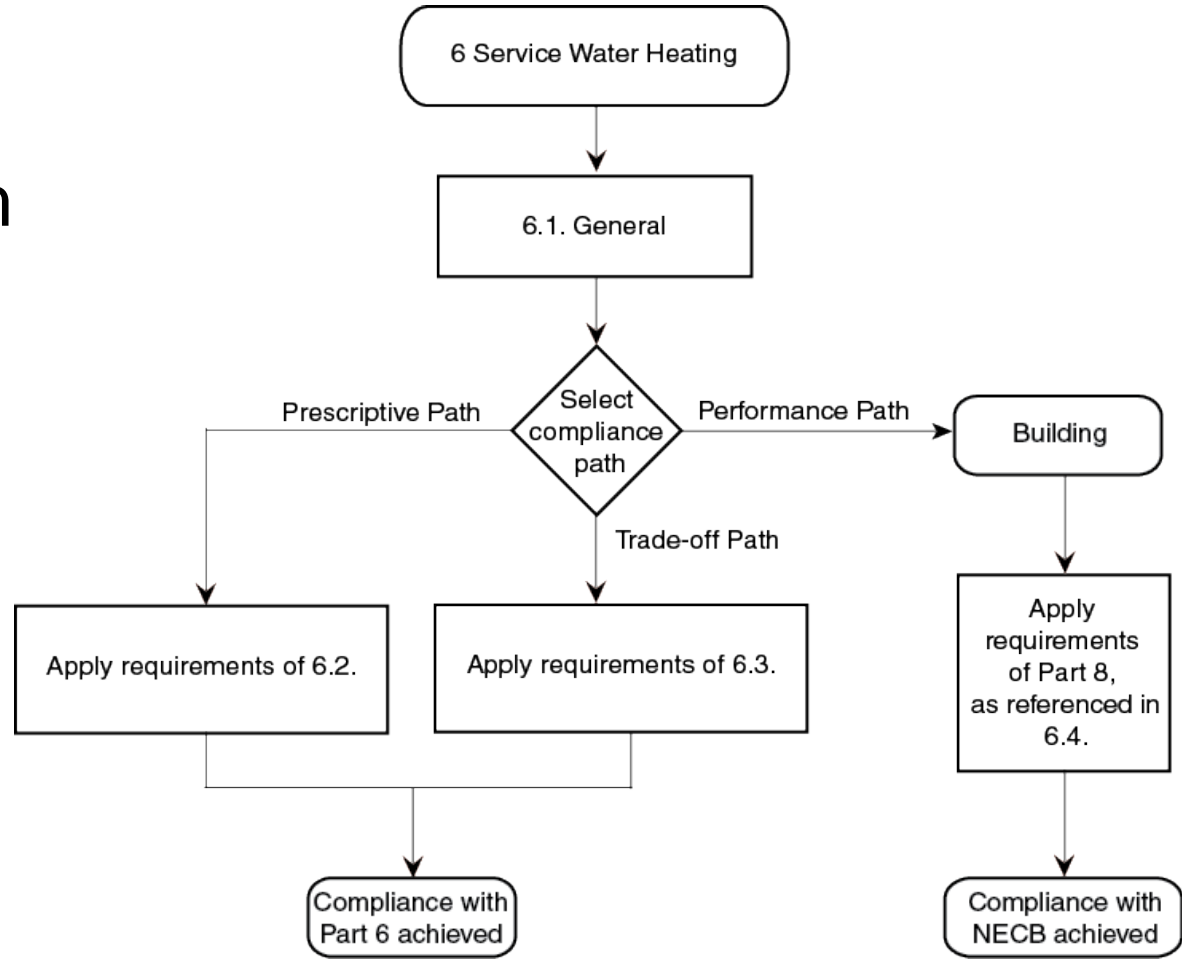 6 Service Water Heating
n
6.1. General
Select
compliance
path
Prescriptive Path
Performance Path
Building
Trade-off Path
Apply requirements of 6.2.
Apply requirements of 6.3.
Apply
requirements
of Part 8,
as referenced in
6.4.
Compliance with
Part 6 achieved
Compliance with
NECB achieved